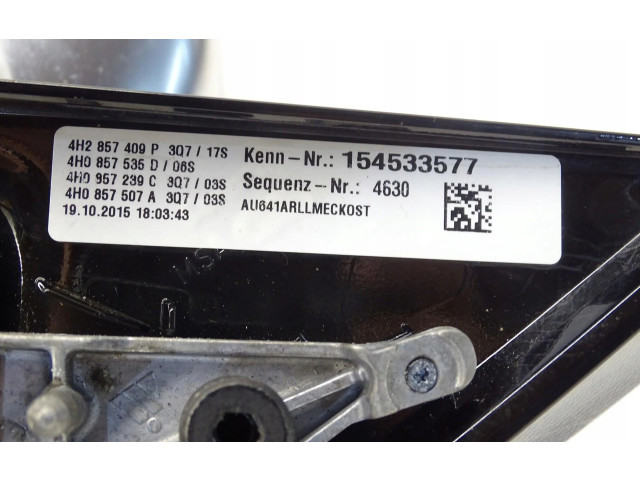 4H2 857 409 P 3Q7 / 17S
4H0 857 535 D / 06S
4H0 957 239 C 3Q7 / 03S
4H0 857 507 A 3Q7 / 03S
19.10.2015 18:03:43
Kenn-Nr.: 154533577
Sequenz-Nr.: 4630
AU641ARLLMECKOST